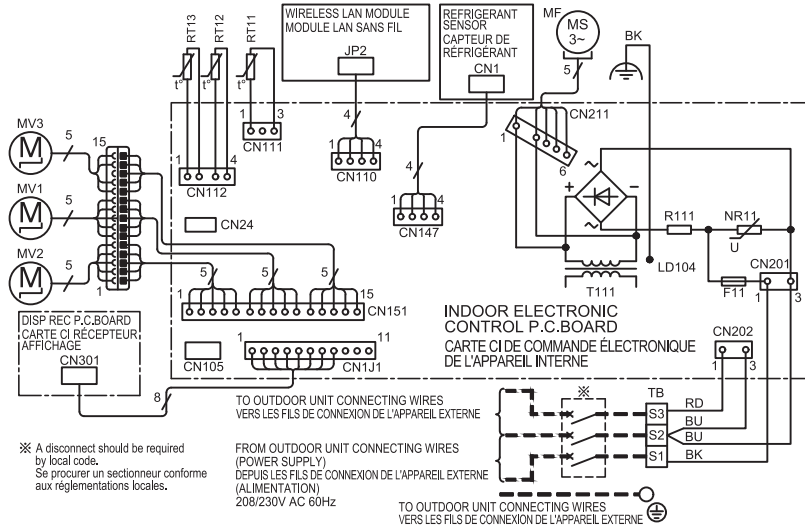 WIRELESS LAN MODULE
MODULE LAN SANS FIL
JP2
REFRIGERANT
SENSOR
CAPTEUR DE
RÉFRIGÉRANT
CN1
MF
MS
3~
BK
RT13
RT12
RT11
t°
t°
t°
5
4
4
CN211
1
6
1
3
CN111
1
4
CN112
1
4
CN110
1
4
CN147
MV3
M
5
15
MV1
M
5
MV2
M
5
1
CN24
5
5
5
1
15
CN151
~
+
−
~
R111
NR11
U
LD104
CN201
F11
1
3
T111
INDOOR ELECTRONIC
CONTROL P.C.BOARD
CARTE CI DE COMMANDE ÉLECTRONIQUE
DE L'APPAREIL INTERNE
CN202
1
3
DISP REC P.C.BOARD
CARTE CI RÉCEPTEUR
AFFICHAGE
CN301
CN105
1
11
CN1J1
8
TO OUTDOOR UNIT CONNECTING WIRES
VERS LES FILS DE CONNEXION DE L'APPAREIL EXTERNE
※
TB
S3
RD
S2
BU
BU
S1
BK
※ A disconnect should be required
by local code.
Se procurer un sectionneur conforme
aux réglementations locales.
FROM OUTDOOR UNIT CONNECTING WIRES
(POWER SUPPLY)
DEPUIS LES FILS DE CONNEXION DE L'APPAREIL EXTERNE
(ALIMENTATION)
208/230V AC 60Hz
TO OUTDOOR UNIT CONNECTING WIRES
VERS LES FILS DE CONNEXION DE L'APPAREIL EXTERNE